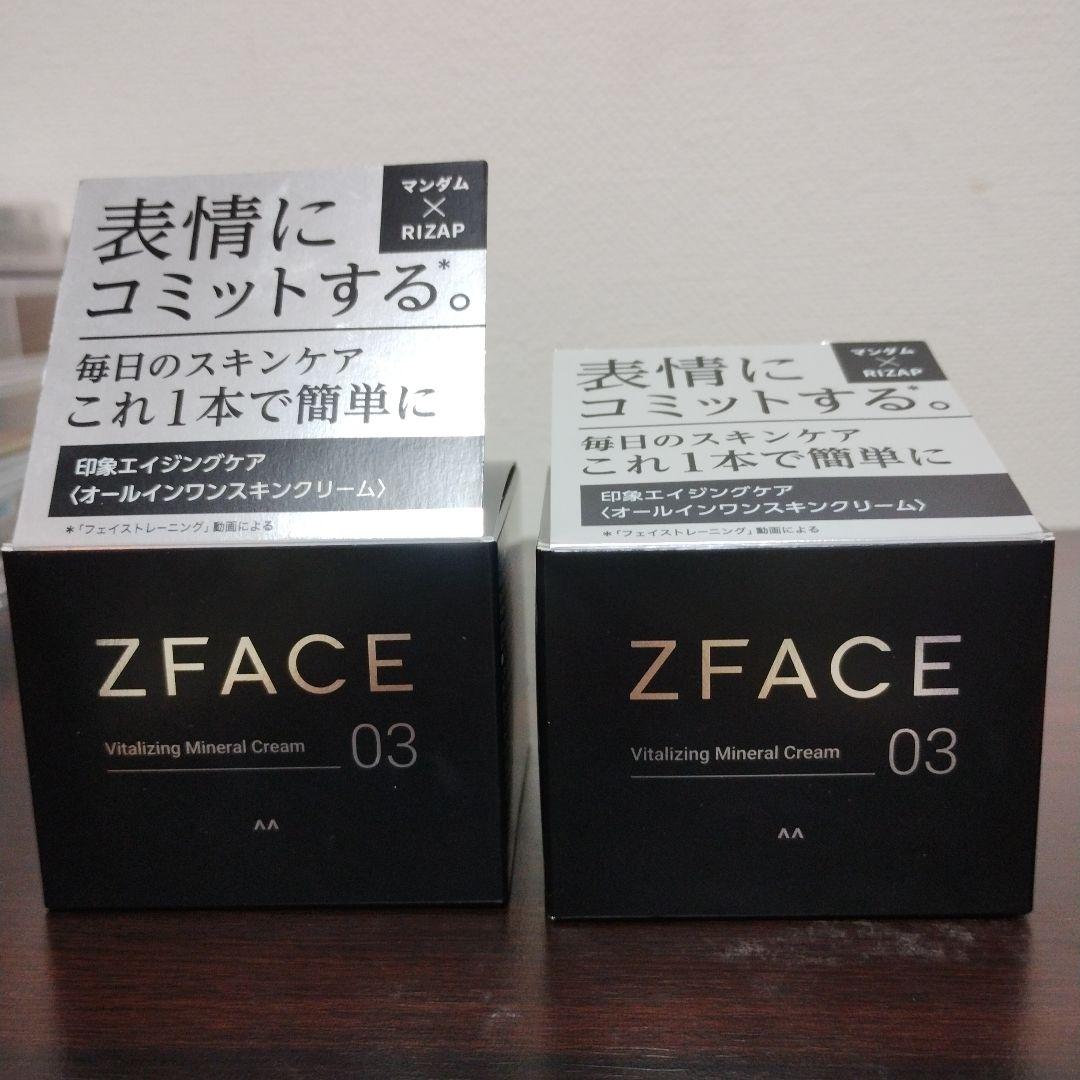 表情に
コミットする*。
マンダム
×
RIZAP
毎日のスキンケア
これ1本で簡単に
印象エイジングケア
〈オールインワンスキンクリーム〉
*「フェイストレーニング」動画による
ZFACE
Vitalizing Mineral Cream 03
表情に
コミットする*。
マンダム
×
RIZAP
毎日のスキンケア
これ1本で簡単に
印象エイジングケア
〈オールインワンスキンクリーム〉
*「フェイストレーニング」動画による
ZFACE
Vitalizing Mineral Cream 03